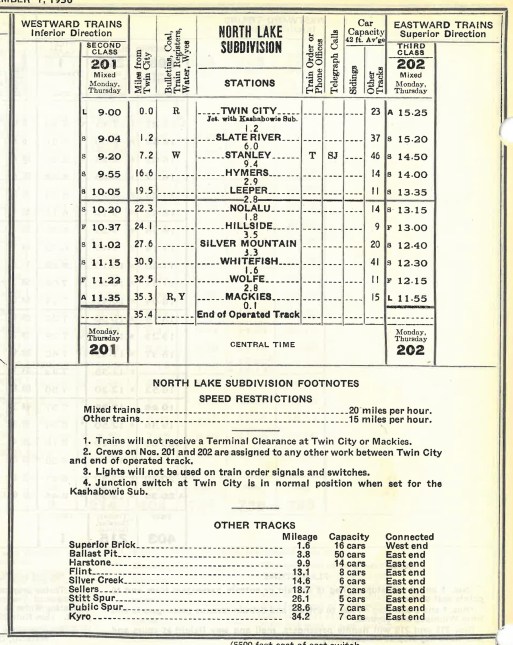 WESTWARD TRAINS Inferior Direction
NORTH LAKE SUBDIVISION
EASTWARD TRAINS Superior Direction
SECOND CLASS 201 Mixed Monday, Thursday
Miles from Twin City
Bulletins, Coal, Train Registers, Water, Wyes
STATIONS
Train Order or Phone Offices
Telegraph Calls
Car Capacity 42 ft. Av'ge
Sidings
Other Tracks
THIRD CLASS 202 Mixed Monday, Thursday
L 9.00 0.0 R TWIN CITY 23 A 15-25
Jct. with Kashabowie Sub.
1.2
S 9.04 1.2 SLATE RIVER 37 S 15-20
6.0
S 9.20 7.2 W STANLEY T SJ 46 S 14-50
9.4
S 9.55 16.6 HYMERS 14 S 14-00
2.9
S 10-05 19.5 LEEPER 11 S 13-35
2.8
S 10-20 22.3 NOLALU 14 S 13-15
1.8
F 10-37 24.1 HILLSIDE 9 F 13-00
3.5
S 11-02 27.6 SILVER MOUNTAIN 20 S 12-40
3.3
S 11-15 30.9 WHITEFISH 41 S 12-30
1.6
F 11-22 32.5 WOLFE 11 F 12-15
2.8
A 11-35 35.3 R, Y MACKIES 15 L 11-55
0.1
35.4 End of Operated Track
Monday, Thursday 201
CENTRAL TIME
Monday, Thursday 202
NORTH LAKE SUBDIVISION FOOTNOTES
SPEED RESTRICTIONS
Mixed trains 20 miles per hour.
Other trains 15 miles per hour.
1. Trains will not receive a Terminal Clearance at Twin City or Mackies.
2. Crews on Nos. 201 and 202 are assigned to any other work between Twin City
and end of operated track.
3. Lights will not be used on train order signals and switches.
4. Junction switch at Twin City is in normal position when set for the
Kashabowie Sub.
OTHER TRACKS
Mileage Capacity Connected
Superior Brick 1.6 16 cars West end
Ballast Pit 3.8 50 cars East end
Harstone 9.9 14 cars East end
Flint 13.1 8 cars East end
Silver Creek 14.6 6 cars East end
Sellers 18.7 7 cars East end
Stitt Spur 26.1 5 cars East end
Public Spur 28.6 7 cars East end
Kyro 34.2 7 cars East end